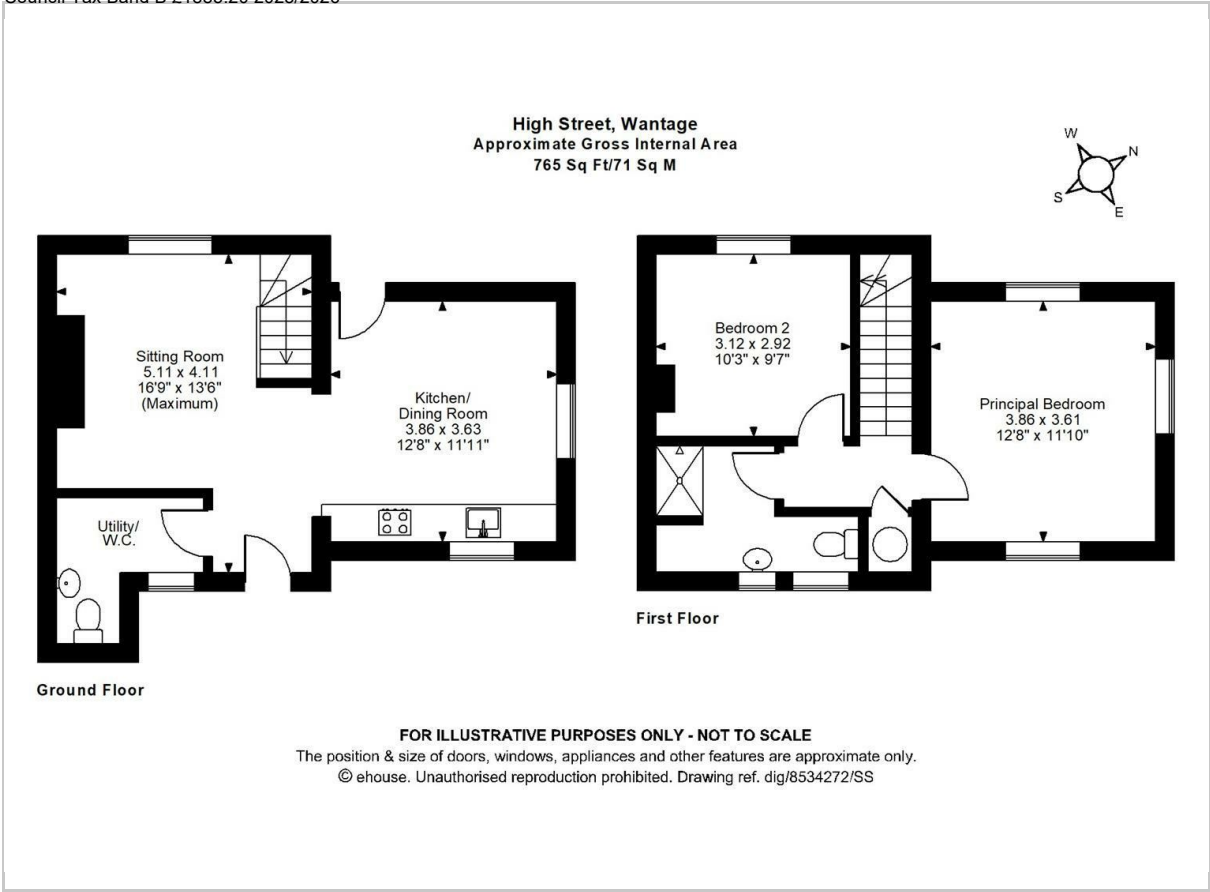 High Street, Wantage
Approximate Gross Internal Area
765 Sq Ft/71 Sq M
W
N
S
E
Sitting Room
5.11 x 4.11
16'9" x 13'6"
(Maximum)
Kitchen/
Dining Room
3.86 x 3.63
12'8" x 11'11"
Utility/
W.C.
Ground Floor
Bedroom 2
3.12 x 2.92
10'3" x 9'7"
Principal Bedroom
3.86 x 3.61
12'8" x 11'10"
First Floor
FOR ILLUSTRATIVE PURPOSES ONLY - NOT TO SCALE
The position & size of doors, windows, appliances and other features are approximate only.
© ehouse. Unauthorised reproduction prohibited. Drawing ref. dig/8534272/SS